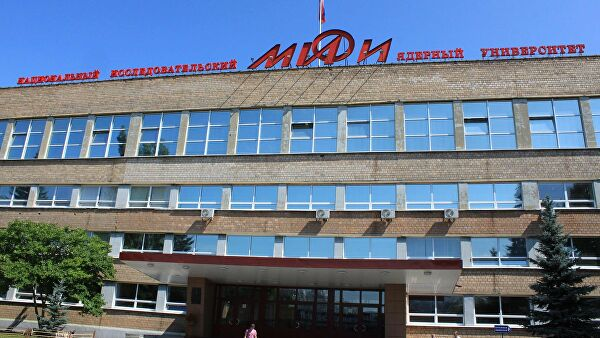 НАЦИОНАЛЬНЫЙ ИССЛЕДОВАТЕЛЬСКИЙ МИФИ ЯДЕРНЫЙ УНИВЕРСИТЕТ